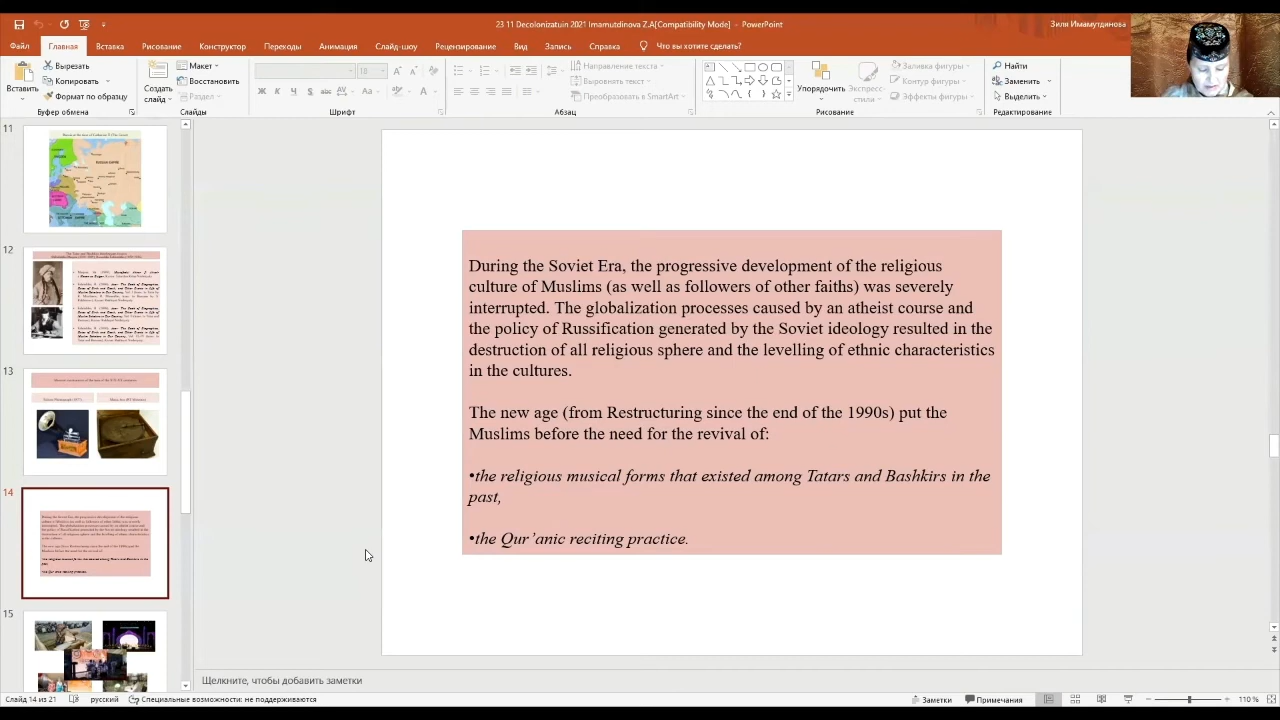 23 11 Decolonizatuin 2021 Imamutdinova Z.A[Compatibility Mode] - PowerPoint
Зиля Имамутдинова
Файл Главная Вставка Рисование Конструктор Переходы Анимация Слайд-шоу Рецензирование Вид Запись Справка Что вы хотите сделать?
Вставить
Вырезать
Копировать
Формат по образцу
Буфер обмена
Создать слайд
Макет
Восстановить
Раздел
Слайды
18
Ж К Ч S abc AV Aa
Шрифт
Направление текста
Выровнять текст
Преобразовать в SmartArt
Абзац
Упорядочить
Экспресс-стили
Заливка фигуры
Контур фигуры
Эффекты фигуры
Рисование
Найти
Заменить
Выделить
Редактирование
11
12
13
14
15
During the Soviet Era, the progressive development of the religious
culture of Muslims (as well as followers of other faiths) was severely
interrupted. The globalization processes caused by an atheist course and
the policy of Russification generated by the Soviet ideology resulted in the
destruction of all religious sphere and the levelling of ethnic characteristics
in the cultures.
The new age (from Restructuring since the end of the 1990s) put the
Muslims before the need for the revival of:
•the religious musical forms that existed among Tatars and Bashkirs in the
past,
•the Qur’anic reciting practice.
Щелкните, чтобы добавить заметки
Слайд 14 из 21 русский Специальные возможности: не поддерживаются Заметки Примечания 110 %